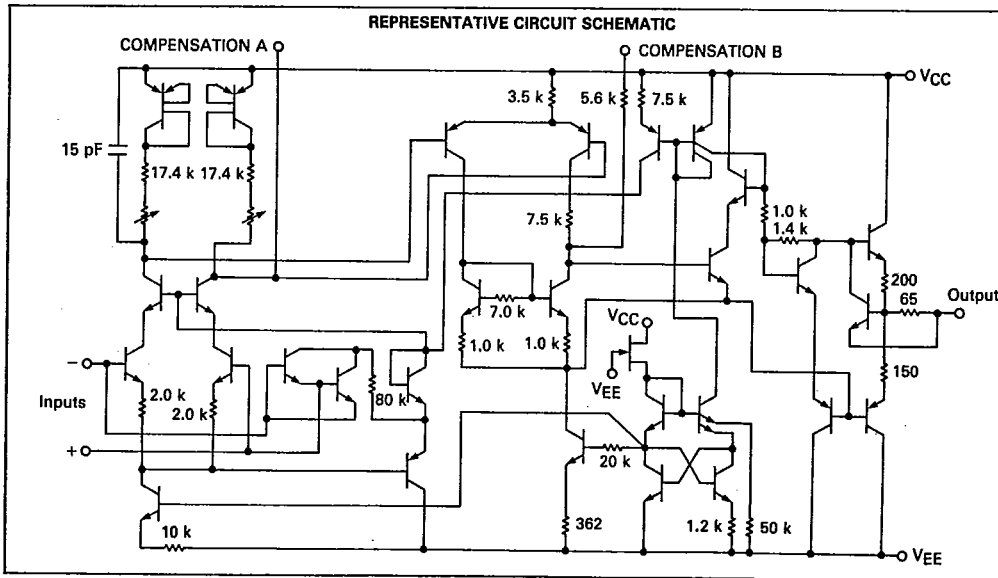 REPRESENTATIVE CIRCUIT SCHEMATIC
COMPENSATION A
COMPENSATION B
VCC
3.5 k
5.6 k
7.5 k
15 pF
17.4 k
17.4 k
1.0 k
1.4 k
7.5 k
200
65
Output
7.0 k
VCC
1.0 k
1.0 k
VEE
150
−
Inputs
2.0 k
2.0 k
80 k
+
20 k
362
1.2 k
50 k
10 k
VEE